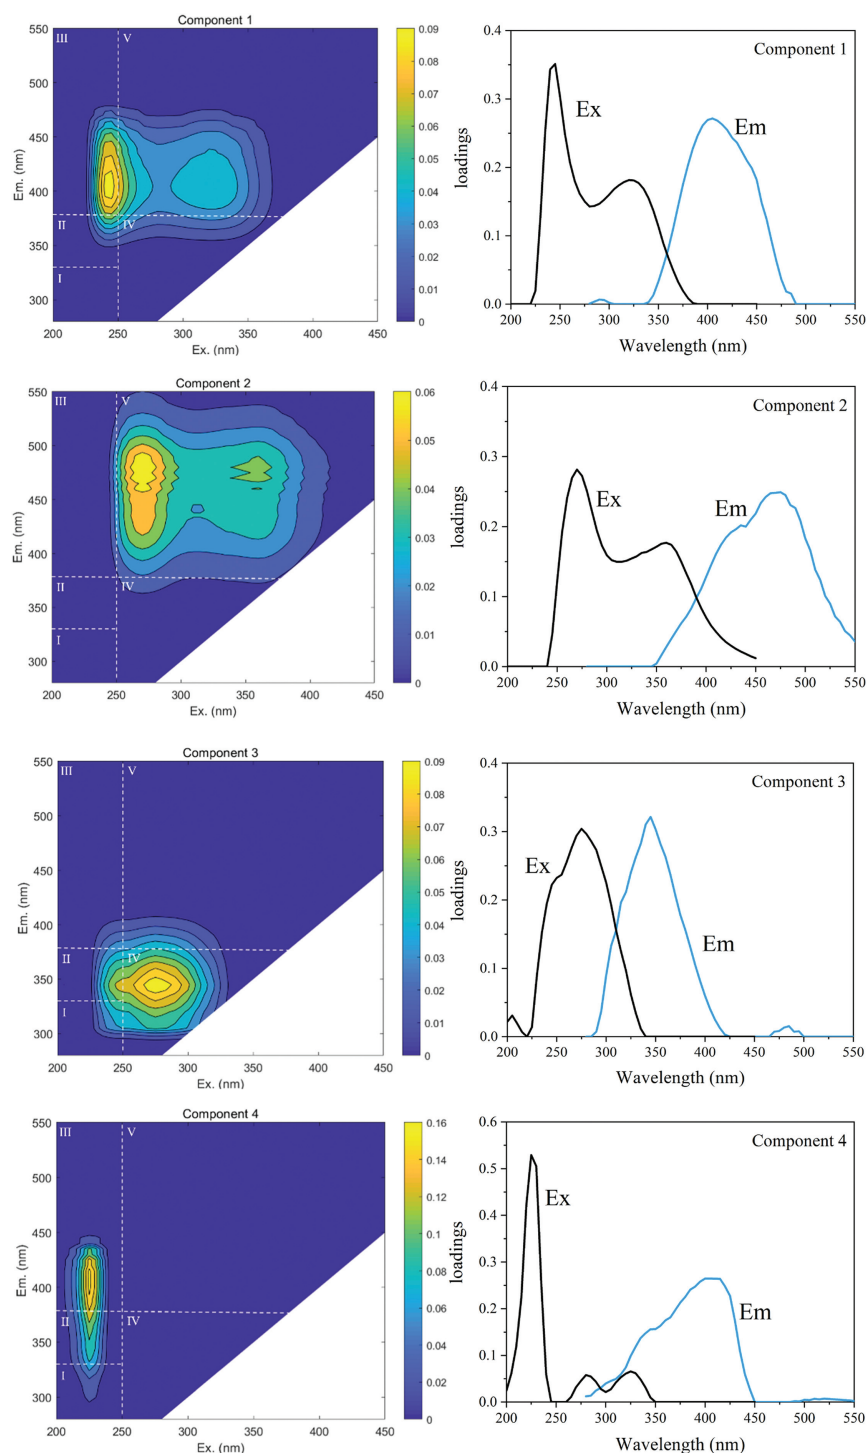 Component 1
550
500
450
400
350
300
Em. (nm)
III
V
II
IV
I
200 250 300 350 400 450
Ex. (nm)
0.09
0.08
0.07
0.06
0.05
0.04
0.03
0.02
0.01
0
0.4
0.3
0.2
0.1
0.0
loadings
Component 1
Ex
Em
200 250 300 350 400 450 500 550
Wavelength (nm)
Component 2
550
500
450
400
350
300
Em. (nm)
III
V
II
IV
I
200 250 300 350 400 450
Ex. (nm)
0.06
0.05
0.04
0.03
0.02
0.01
0
0.4
0.3
0.2
0.1
0.0
loadings
Component 2
Ex
Em
200 250 300 350 400 450 500 550
Wavelength (nm)
Component 3
550
500
450
400
350
300
Em. (nm)
III
V
II
IV
I
200 250 300 350 400 450
Ex. (nm)
0.09
0.08
0.07
0.06
0.05
0.04
0.03
0.02
0.01
0
0.4
0.3
0.2
0.1
0.0
loadings
Component 3
Ex
Em
200 250 300 350 400 450 500 550
Wavelength (nm)
Component 4
550
500
450
400
350
300
Em. (nm)
III
V
II
IV
I
200 250 300 350 400 450
Ex. (nm)
0.16
0.14
0.12
0.1
0.08
0.06
0.04
0.02
0
0.6
0.5
0.4
0.3
0.2
0.1
0.0
loadings
Component 4
Ex
Em
200 250 300 350 400 450 500 550
Wavelength (nm)